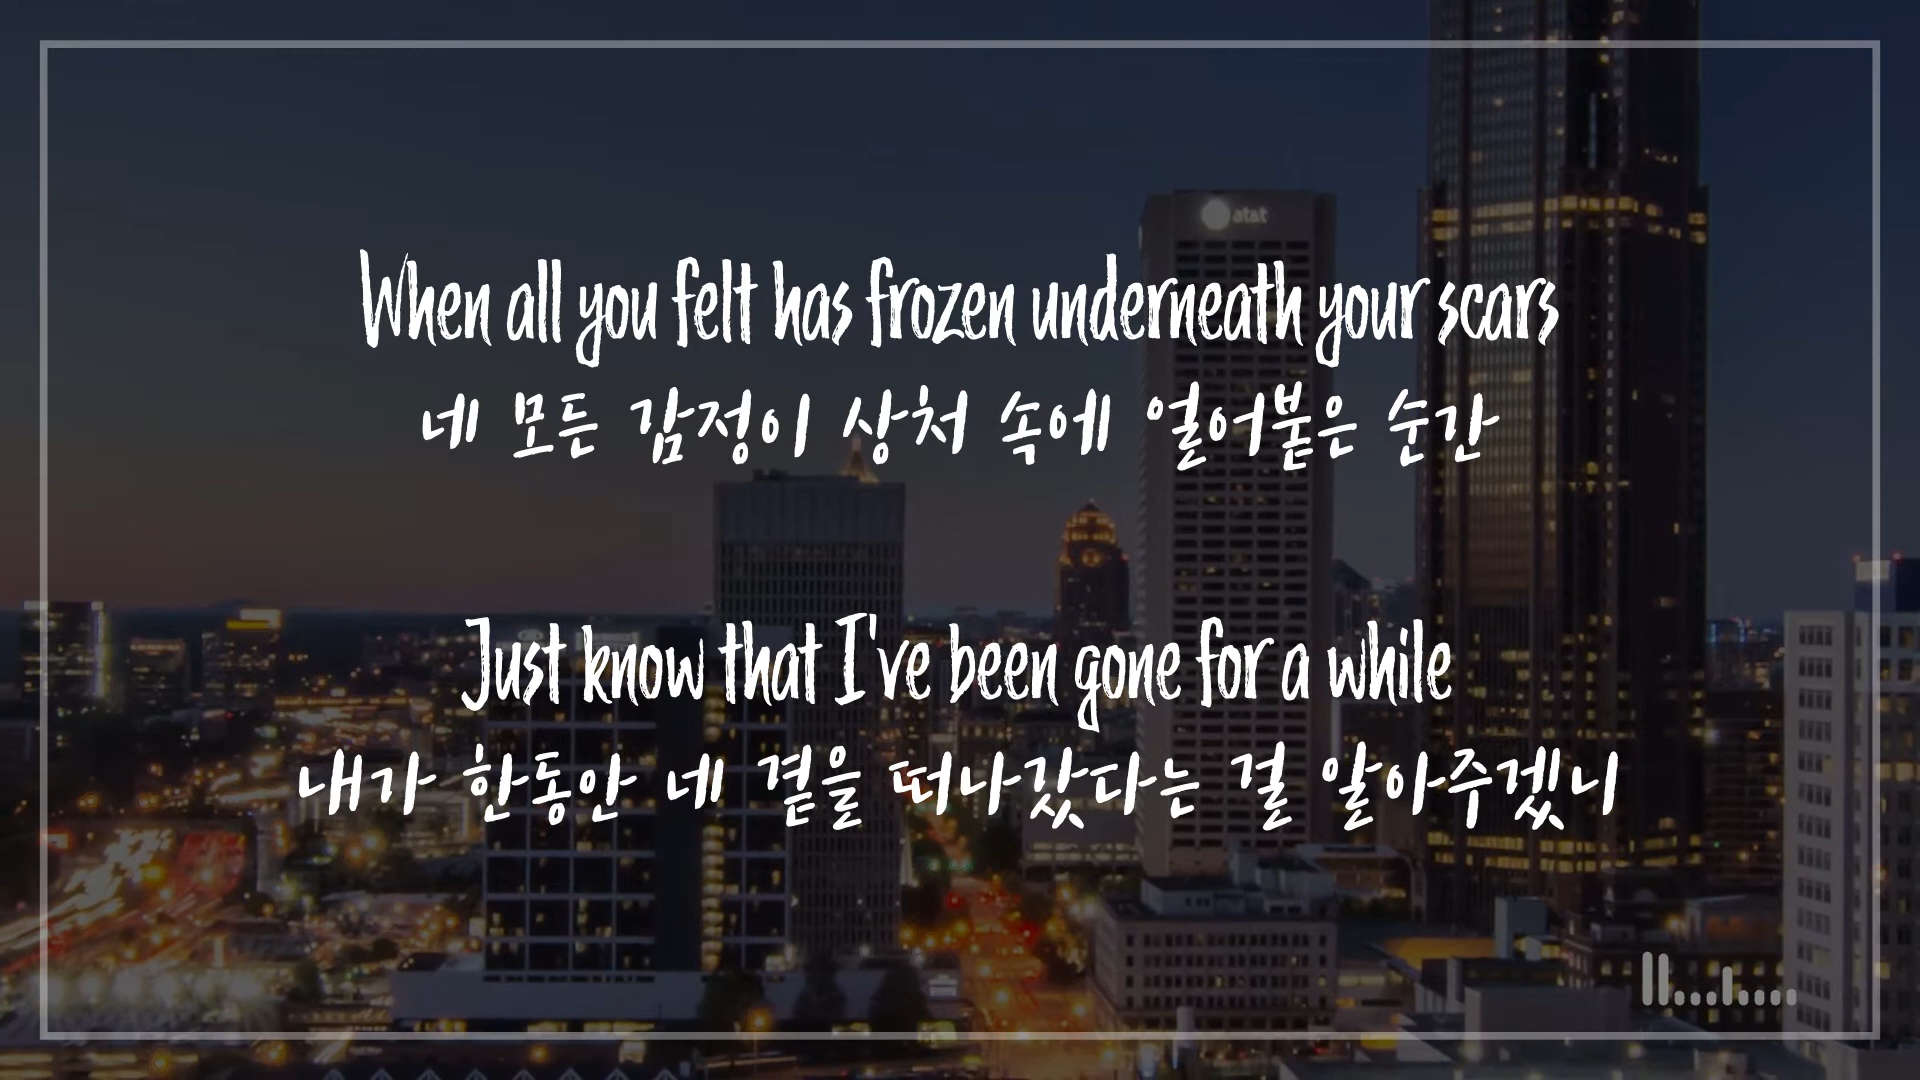 at&t
When all you felt has frozen underneath your scars
네 모든 감정이 상처 속에 얼어붙은 순간
Just know that I've been gone for a while
내가 한동안 네 곁을 떠나갔다는 걸 알아주겠니